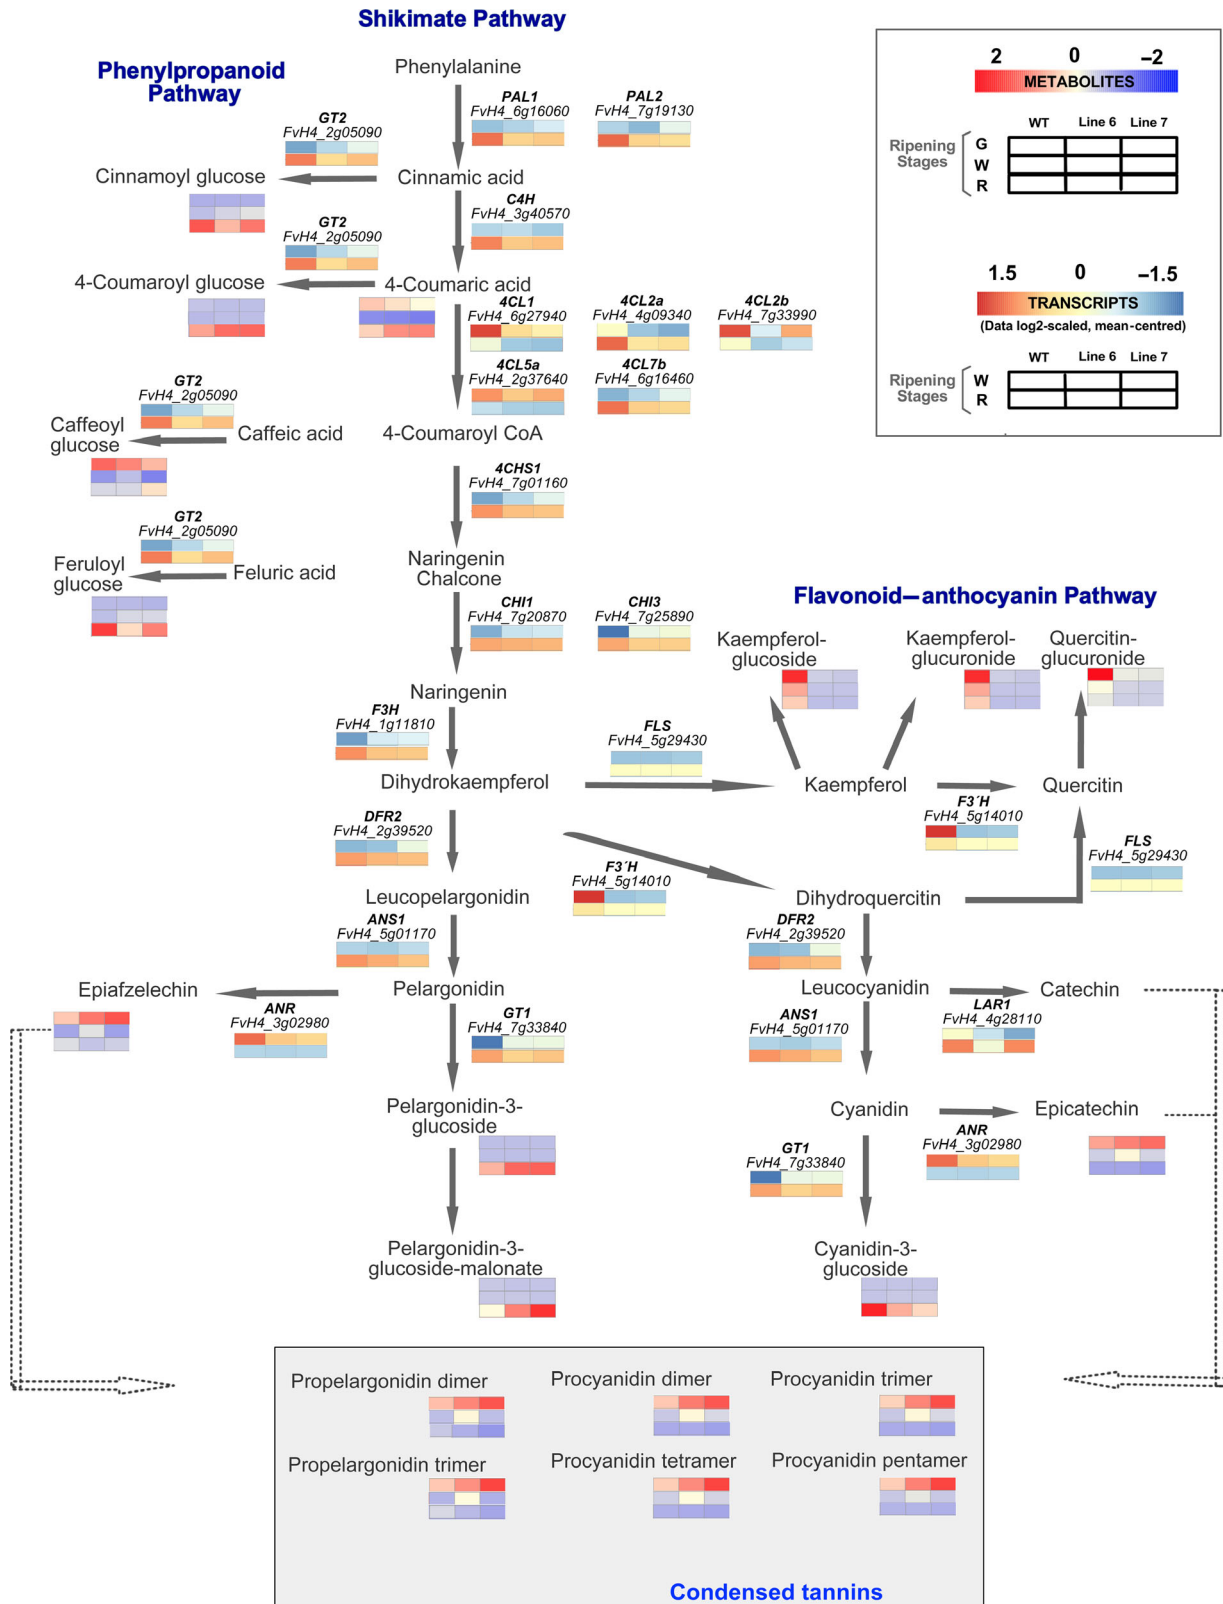 Shikimate Pathway
Phenylpropanoid
Pathway
Phenylalanine
PAL1
FvH4_6g16060
PAL2
FvH4_7g19130
GT2
FvH4_2g05090
Cinnamoyl glucose
Cinnamic acid
C4H
FvH4_3g40570
GT2
FvH4_2g05090
4-Coumaroyl glucose
4-Coumaric acid
4CL1
FvH4_6g27940
4CL2a
FvH4_4g09340
4CL2b
FvH4_7g33990
4CL5a
FvH4_2g37640
4CL7b
FvH4_6g16460
GT2
FvH4_2g05090
Caffeoyl
glucose
Caffeic acid
4-Coumaroyl CoA
4CHS1
FvH4_7g01160
GT2
FvH4_2g05090
Feruloyl
glucose
Feluric acid
Naringenin
Chalcone
CHI1
FvH4_7g20870
CHI3
FvH4_7g25890
Naringenin
F3H
FvH4_1g11810
Dihydrokaempferol
DFR2
FvH4_2g39520
Leucopelargonidin
ANS1
FvH4_5g01170
Epiafzelechin
Pelargonidin
ANR
FvH4_3g02980
GT1
FvH4_7g33840
Pelargonidin-3-
glucoside
Pelargonidin-3-
glucoside-malonate
2 0 −2
METABOLITES
WT Line 6 Line 7
Ripening
Stages
G
W
R
1.5 0 −1.5
TRANSCRIPTS
(Data log2-scaled, mean-centred)
WT Line 6 Line 7
Ripening
Stages
W
R
Flavonoid—anthocyanin Pathway
Kaempferol-
glucoside
Kaempferol-
glucuronide
Quercitin-
glucuronide
FLS
FvH4_5g29430
Kaempferol
Quercitin
F3´H
FvH4_5g14010
FLS
FvH4_5g29430
F3´H
FvH4_5g14010
Dihydroquercitin
DFR2
FvH4_2g39520
Leucocyanidin
Catechin
LAR1
FvH4_4g28110
ANS1
FvH4_5g01170
Cyanidin
Epicatechin
ANR
FvH4_3g02980
GT1
FvH4_7g33840
Cyanidin-3-
glucoside
Propelargonidin dimer
Procyanidin dimer
Procyanidin trimer
Propelargonidin trimer
Procyanidin tetramer
Procyanidin pentamer
Condensed tannins